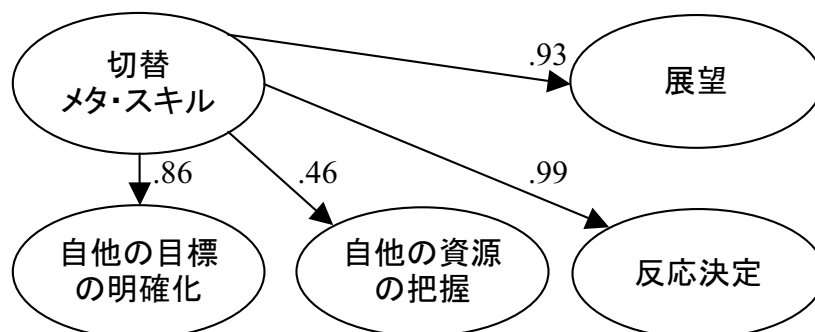 切替
メタ・スキル
.93
展望
.86
.46
.99
自他の目標
の明確化
自他の資源
の把握
反応決定